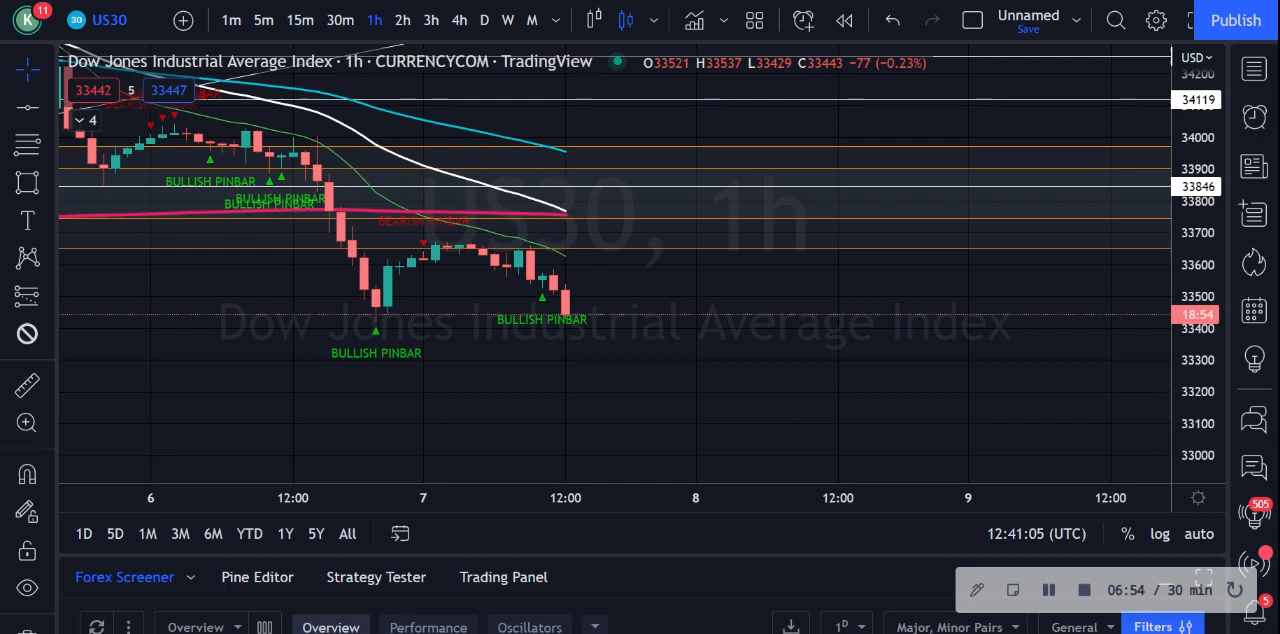 K 11 30 US30 1m 5m 15m 30m 1h 2h 3h 4h D W M Unnamed Save Publish
Dow Jones Industrial Average Index · 1h · CURRENCYCOM · TradingView O33521 H33537 L33429 C33443 −77 (−0.23%) USD
34200
33442 5 33447
34119
4
34000
33900
BULLISH PINBAR
33846
BULLISH PINBAR
BULLISH PINBAR
33800
BEARISH PINBAR
US30, 1h
33700
33600
33500
BULLISH PINBAR
18:54
Dow Jones Industrial Average Index
33400
BULLISH PINBAR
33300
33200
33100
33000
6 12:00 7 12:00 8 12:00 9 12:00
505
1D 5D 1M 3M 6M YTD 1Y 5Y All 12:41:05 (UTC) % log auto
Forex Screener Pine Editor Strategy Tester Trading Panel
06:54 / 30 min
5
Overview Overview Performance Oscillators 1D Major, Minor Pairs General Filters